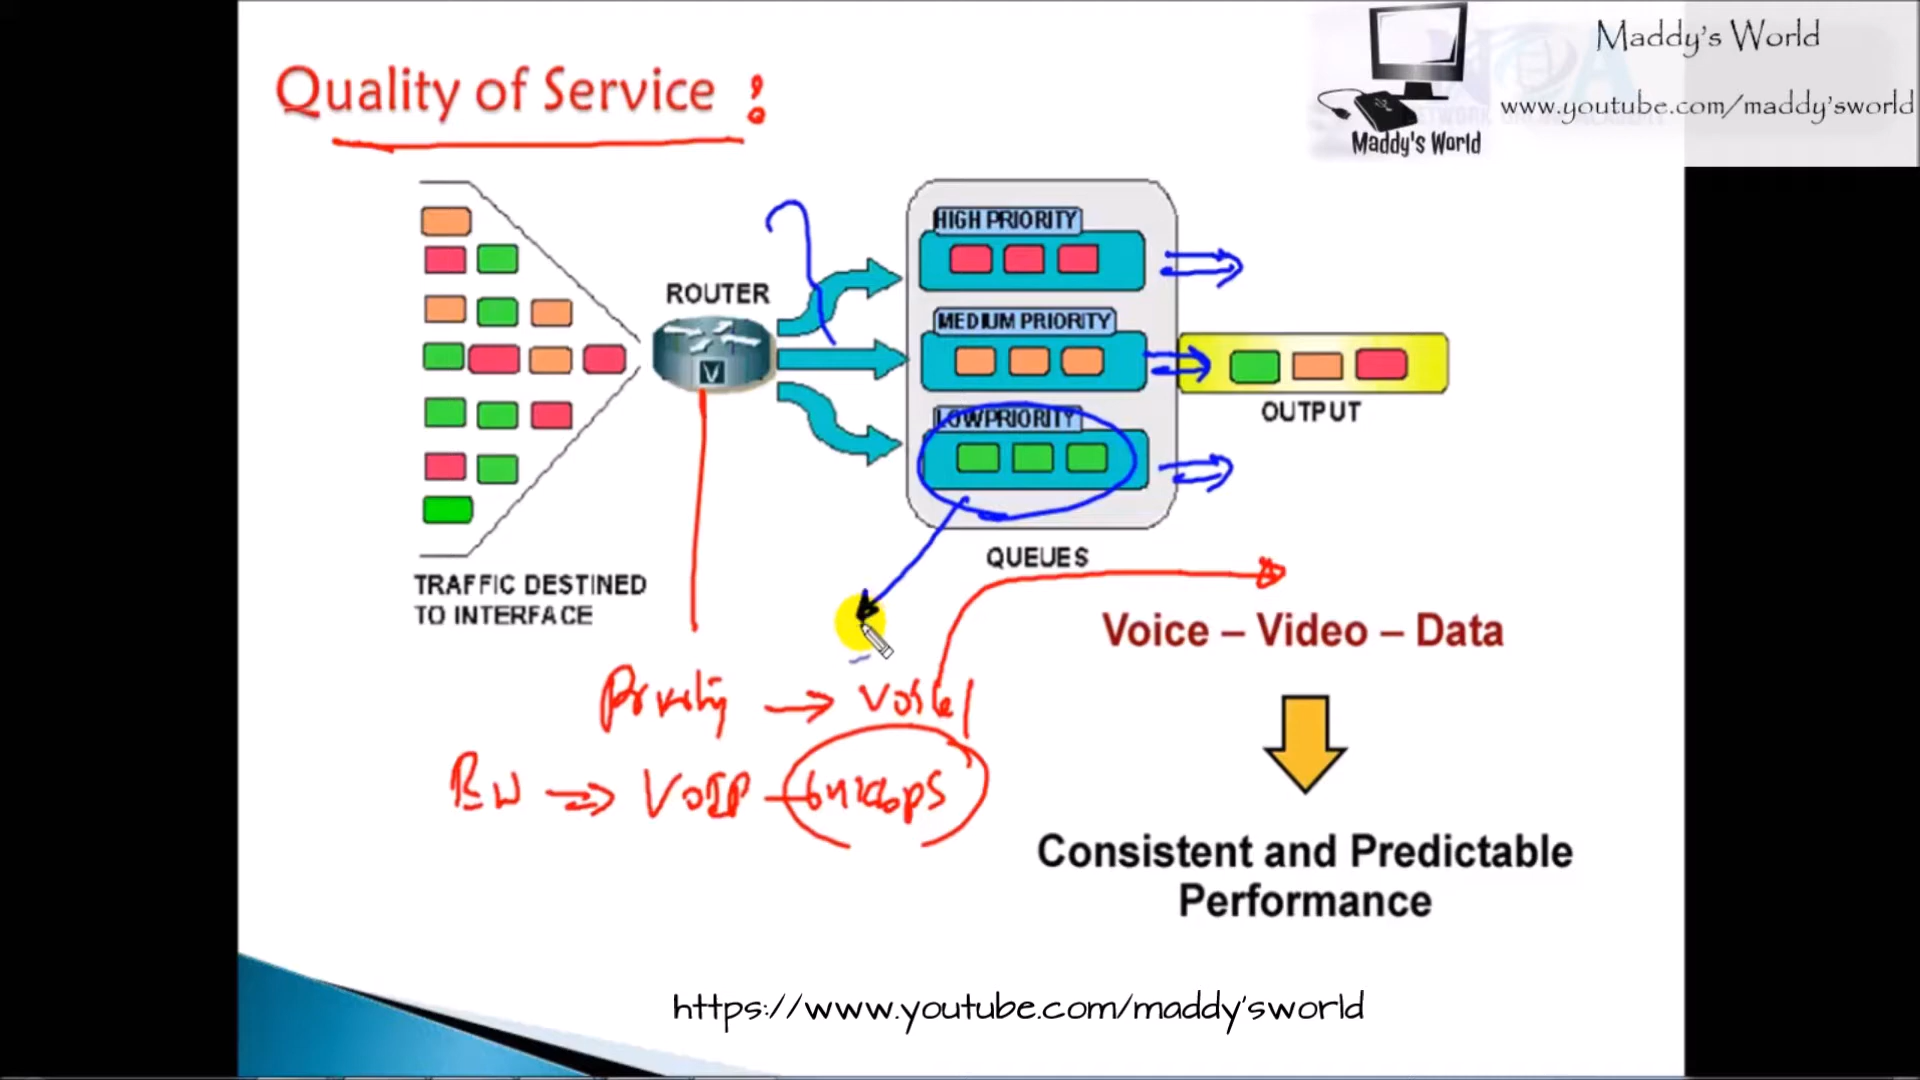 Maddy's World
www.youtube.com/maddy'sworld
Maddy's World
Quality of Service :
ROUTER
V
HIGH PRIORITY
MEDIUM PRIORITY
LOW PRIORITY
OUTPUT
QUEUES
TRAFFIC DESTINED
TO INTERFACE
Voice – Video – Data
Priority → Voice
BW → VOIP – 64kbps
Consistent and Predictable
Performance
https://www.youtube.com/maddy'sworld